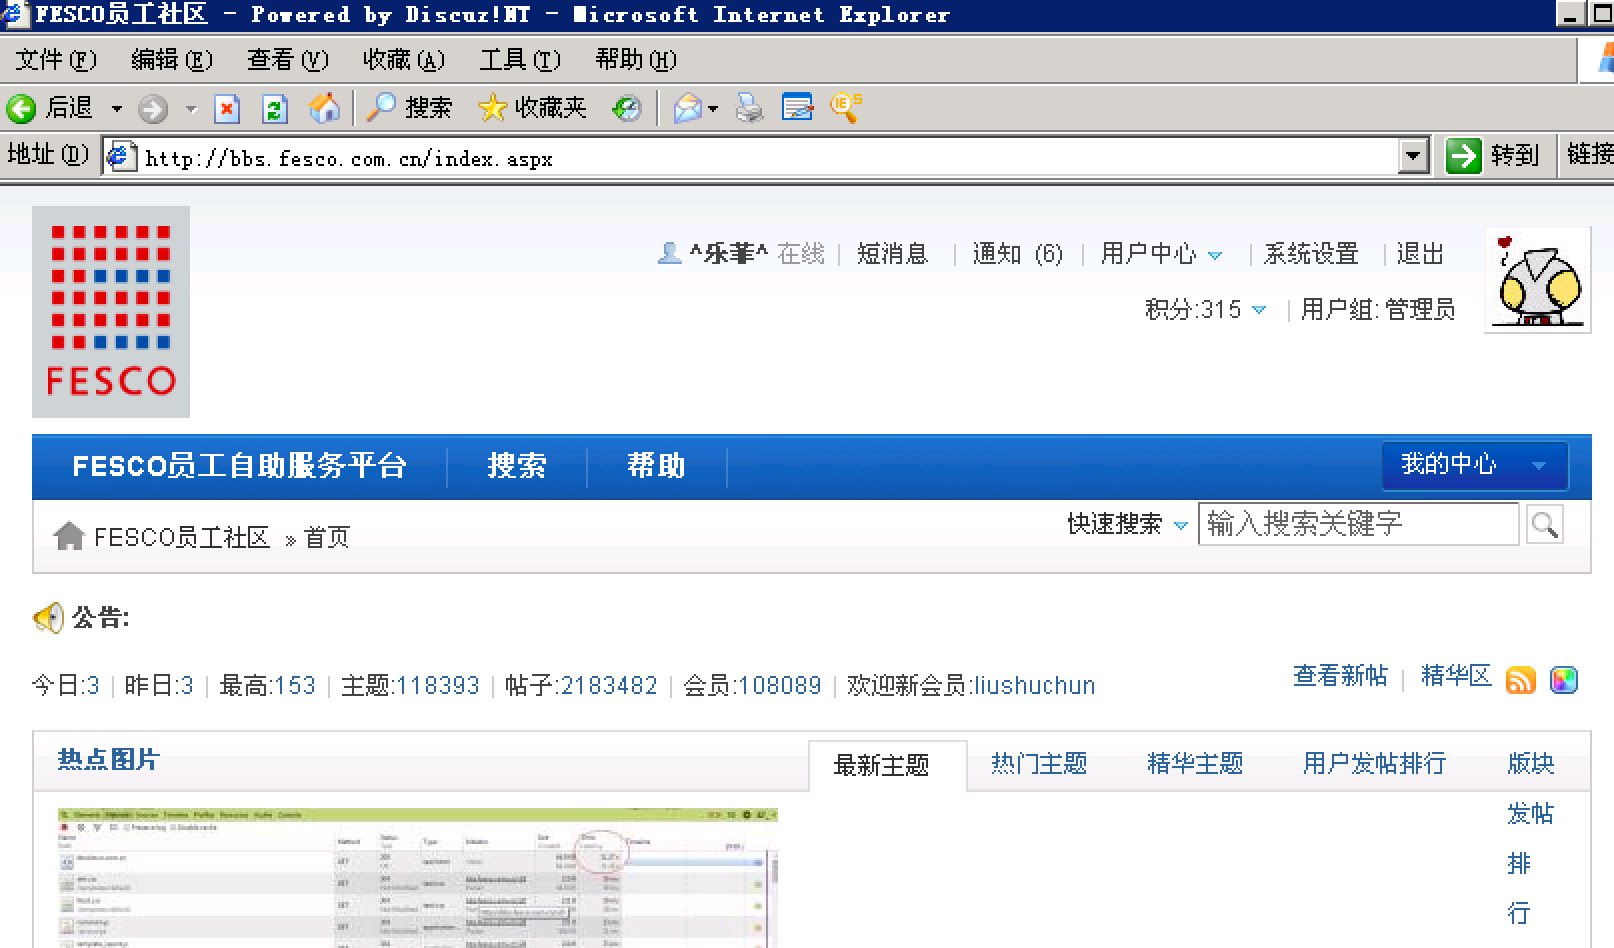 FESCO员工社区 - Powered by Discuz!NT - Microsoft Internet Explorer
文件(F) 编辑(E) 查看(V) 收藏(A) 工具(T) 帮助(H)
后退 搜索 收藏夹
地址(D) http://bbs.fesco.com.cn/index.aspx 转到 链接
^乐菲^ 在线 | 短消息 | 通知 (6) | 用户中心 | 系统设置 | 退出
积分:315 | 用户组: 管理员
FESCO
FESCO员工自助服务平台 搜索 帮助 我的中心
FESCO员工社区 » 首页 快速搜索 输入搜索关键字
公告:
今日:3 | 昨日:3 | 最高:153 | 主题:118393 | 帖子:2183482 | 会员:108089 | 欢迎新会员:liushuchun 查看新帖 | 精华区
热点图片 最新主题 热门主题 精华主题 用户发帖排行 版块
发帖
排
行